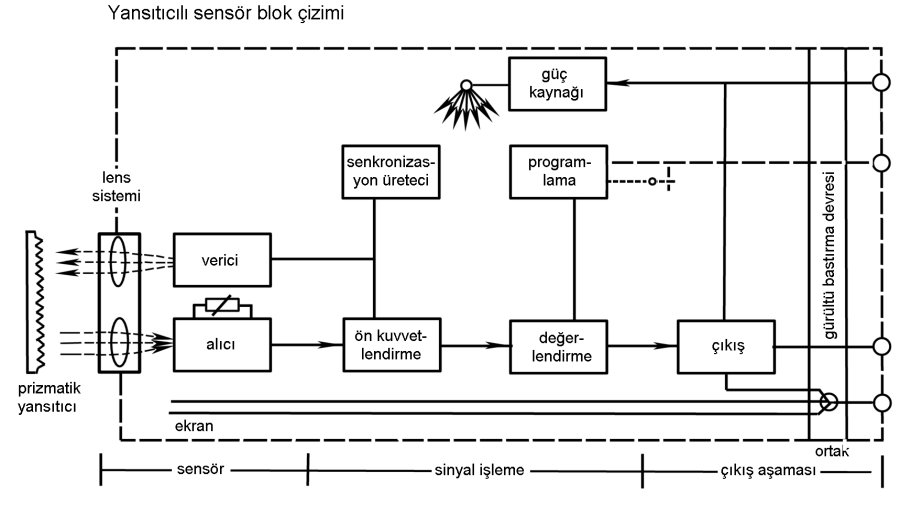 Yansıtıcılı sensör blok çizimi
güç
kaynağı
senkronizas-
yon üreteci
program-
lama
lens
sistemi
gürültü bastırma devresi
verici
alıcı
ön kuvvet-
lendirme
değer-
lendirme
çıkış
prizmatik
yansıtıcı
ekran
ortak
sensör
sinyal işleme
çıkış aşaması